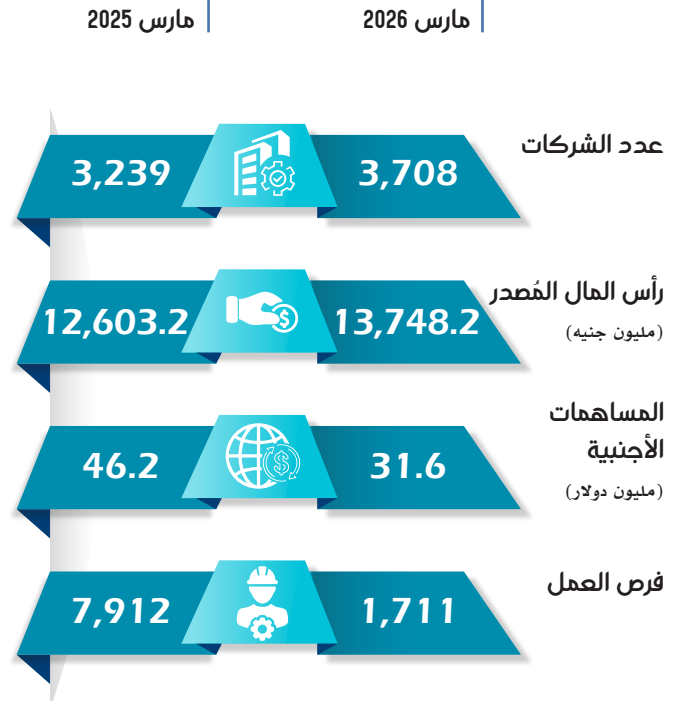 مارس 2026
مارس 2025
عدد الشركات
3,708
3,239
رأس المال المُصدر
(مليون جنيه)
13,748.2
12,603.2
المساهمات
الأجنبية
(مليون دولار)
31.6
46.2
فرص العمل
1,711
7,912